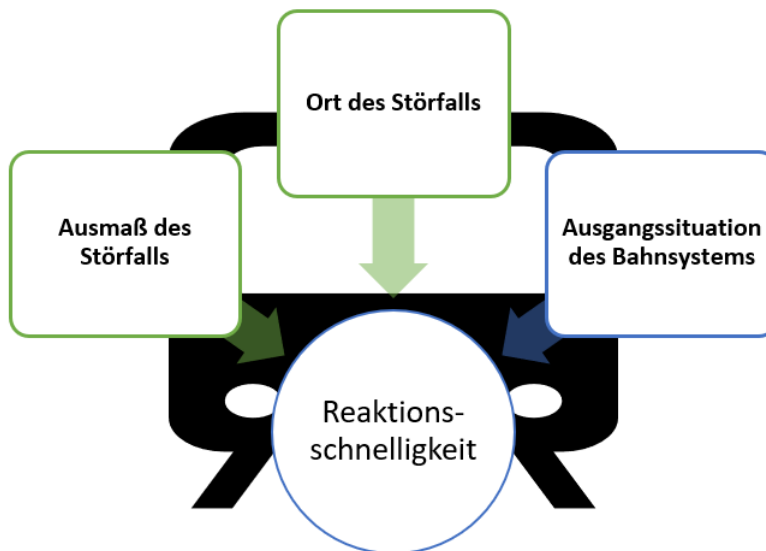 Ort des Störfalls
Ausmaß des
Störfalls
Ausgangssituation
des Bahnsystems
Reaktions-
schnelligkeit